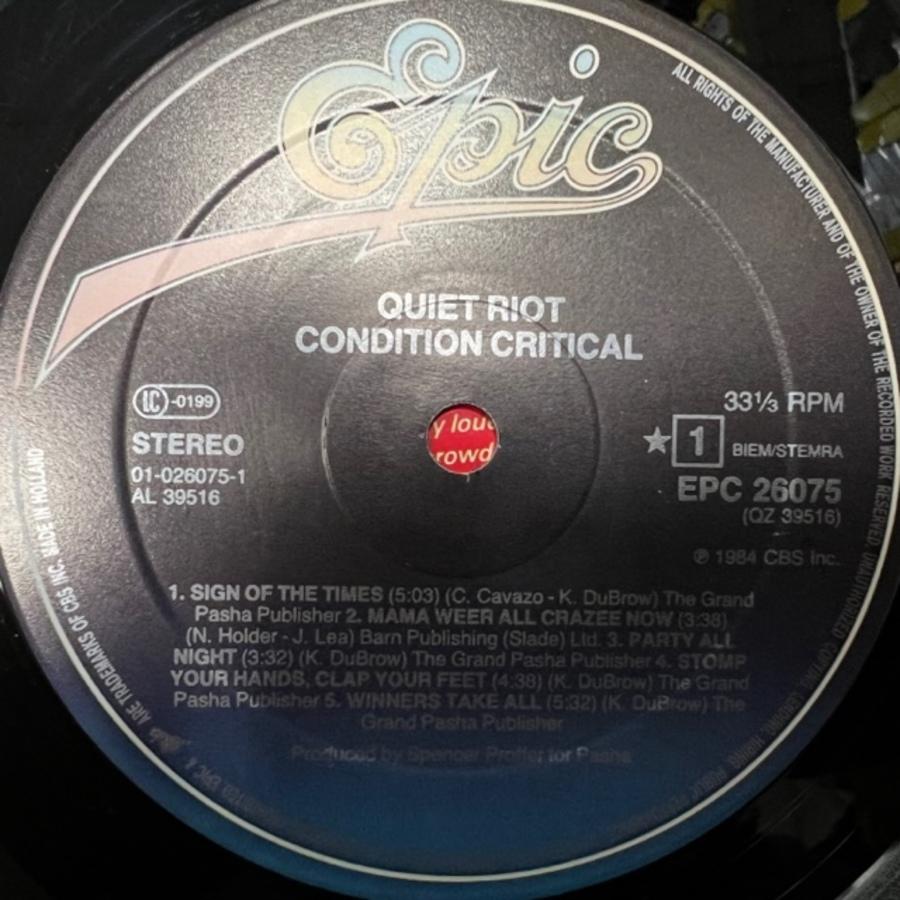 Epic
ALL RIGHTS OF THE MANUFACTURER AND OF THE OWNER OF THE RECORDED WORK RESERVED.
QUIET RIOT
CONDITION CRITICAL
LC -0199
STEREO
01-026075-1
AL 39516
y lou
rowd
33⅓ RPM
★ 1 BIEM/STEMRA
EPC 26075
(QZ 39516)
℗ 1984 CBS Inc.
1. SIGN OF THE TIMES (5:03) (C. Cavazo - K. DuBrow) The Grand
Pasha Publisher 2. MAMA WEER ALL CRAZEE NOW (3:38)
(N. Holder - J. Lea) Barn Publishing (Slade) Ltd. 3. PARTY ALL
NIGHT (3:32) (K. DuBrow) The Grand Pasha Publisher 4. STOMP
YOUR HANDS, CLAP YOUR FEET (4:38) (K. DuBrow) The Grand
Pasha Publisher 5. WINNERS TAKE ALL (5:32) (K. DuBrow) The
Grand Pasha Publisher
Produced by Spencer Proffer for Pasha
ARE TRADEMARKS OF CBS INC. MADE IN HOLLAND